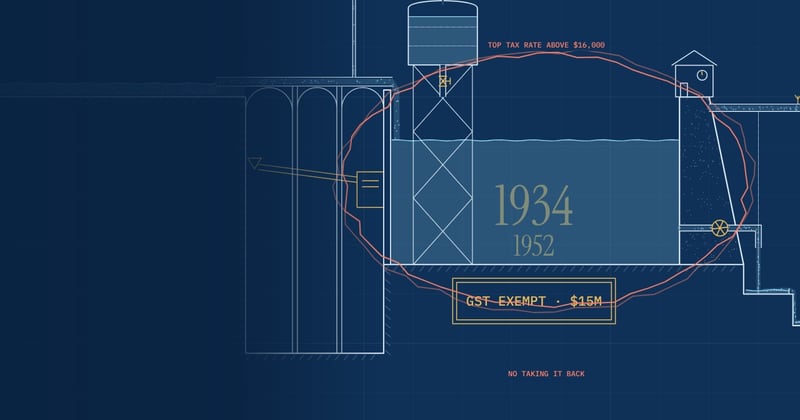 TOP TAX RATE ABOVE $16,000
1934
1952
GST EXEMPT · $15M
NO TAKING IT BACK